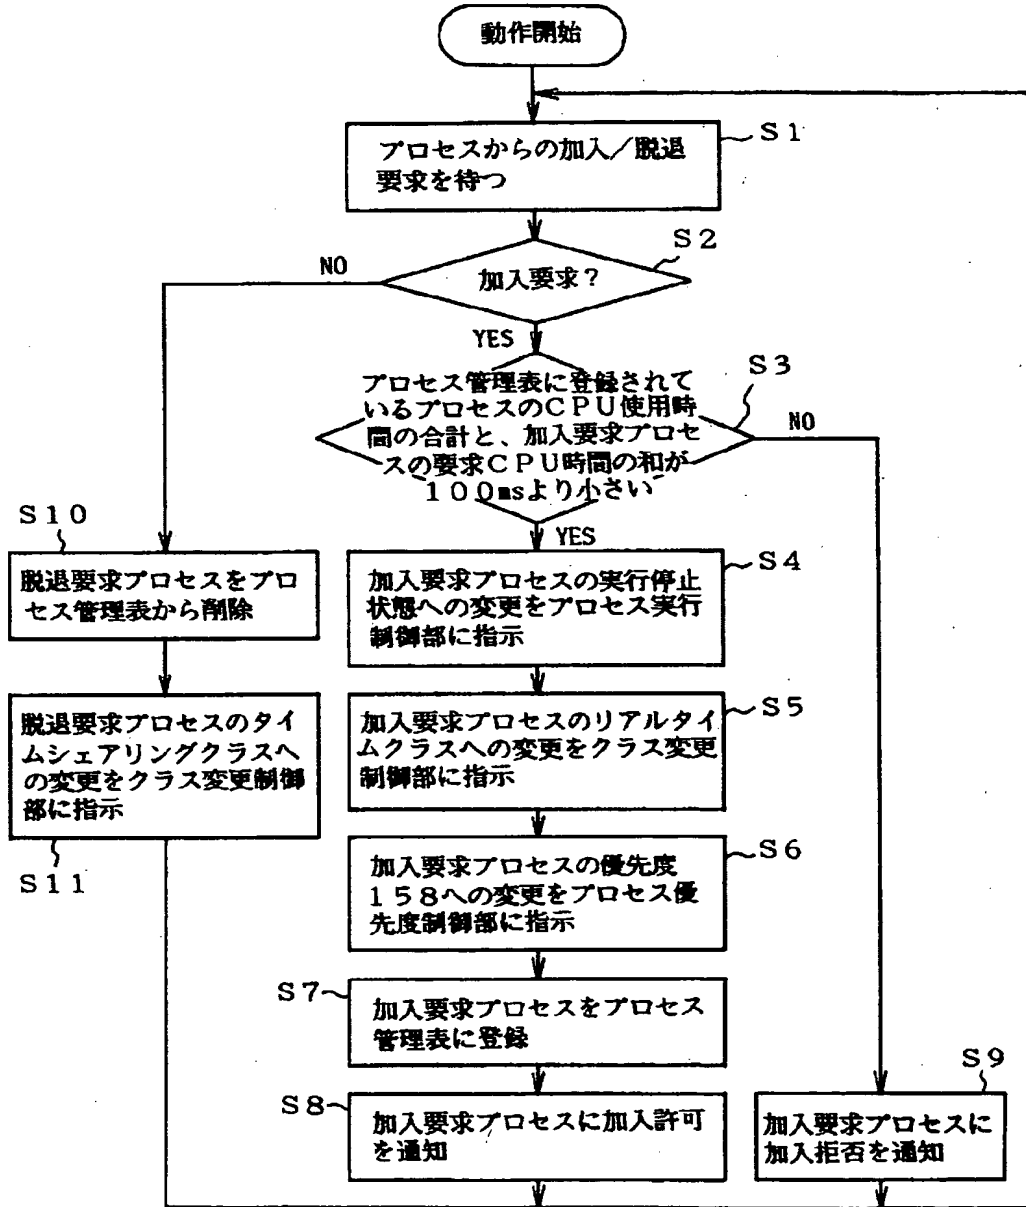 動作開始
S1
プロセスからの加入／脱退
要求を待つ
S2
NO
加入要求？
YES
S3
プロセス管理表に登録されて
いるプロセスのCPU使用時
間の合計と、加入要求プロセ
スの要求CPU時間の和が
100msより小さい
NO
YES
S10
脱退要求プロセスをプロ
セス管理表から削除
S4
加入要求プロセスの実行停止
状態への変更をプロセス実行
制御部に指示
脱退要求プロセスのタイ
ムシェアリングクラスへ
の変更をクラス変更制御
部に指示
S11
S5
加入要求プロセスのリアルタイ
ムクラスへの変更をクラス変更
制御部に指示
S6
加入要求プロセスの優先度
158への変更をプロセス優
先度制御部に指示
S7
加入要求プロセスをプロセス
管理表に登録
S8
加入要求プロセスに加入許可
を通知
S9
加入要求プロセスに
加入拒否を通知